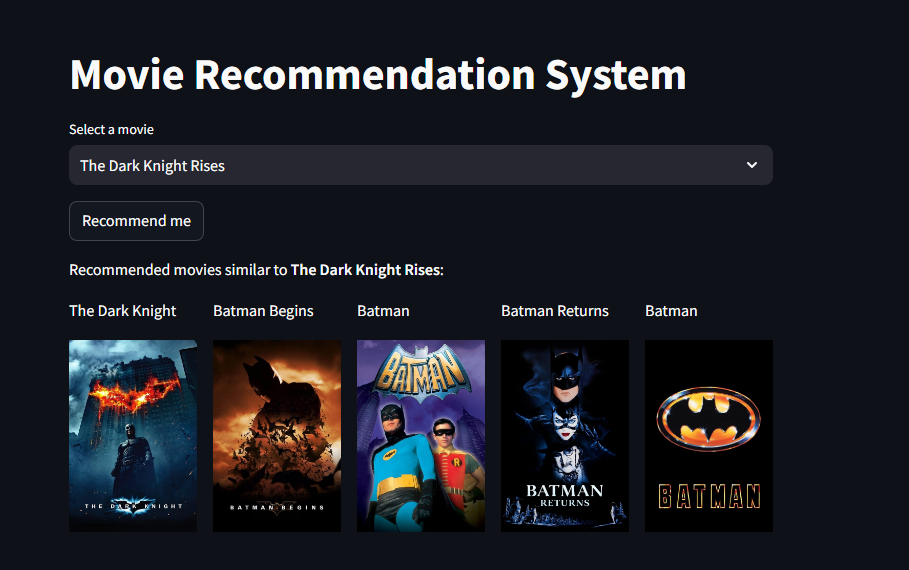 Movie Recommendation System
Select a movie
The Dark Knight Rises
Recommend me
Recommended movies similar to The Dark Knight Rises:
The Dark Knight
Batman Begins
Batman
Batman Returns
Batman
THE DARK KNIGHT
BATMAN BEGINS
BATMAN
R
BATMAN
RETURNS
BATMAN